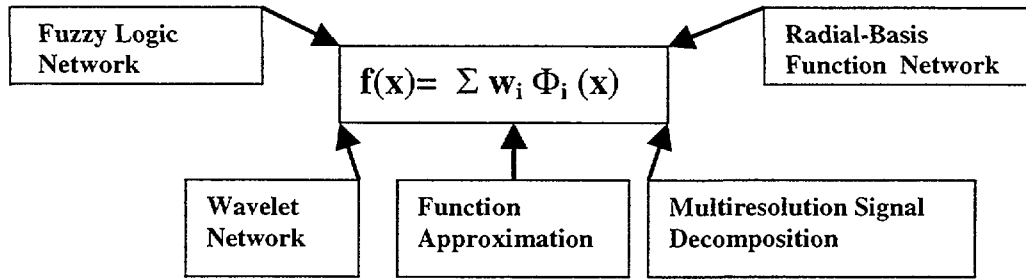 Fuzzy Logic
Network
Radial-Basis
Function Network
f(x)= Σ wᵢ Φᵢ (x)
Wavelet
Network
Function
Approximation
Multiresolution Signal
Decomposition